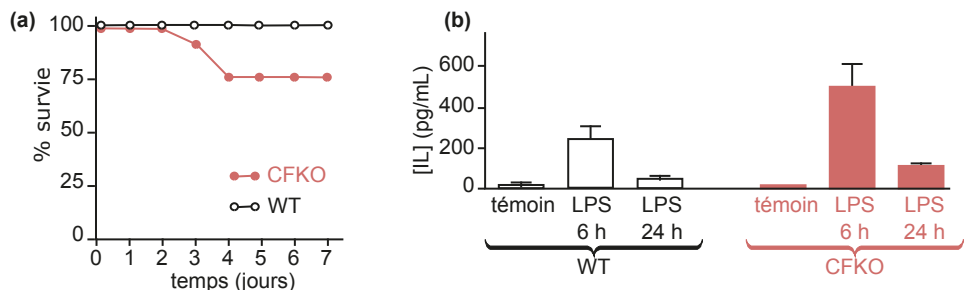 (a)
100
75
50
25
0
% survie
CFKO
WT
0 1 2 3 4 5 6 7
temps (jours)
(b)
600
400
200
0
[IL] (pg/mL)
témoin LPS LPS témoin LPS LPS
6 h 24 h 6 h 24 h
WT CFKO